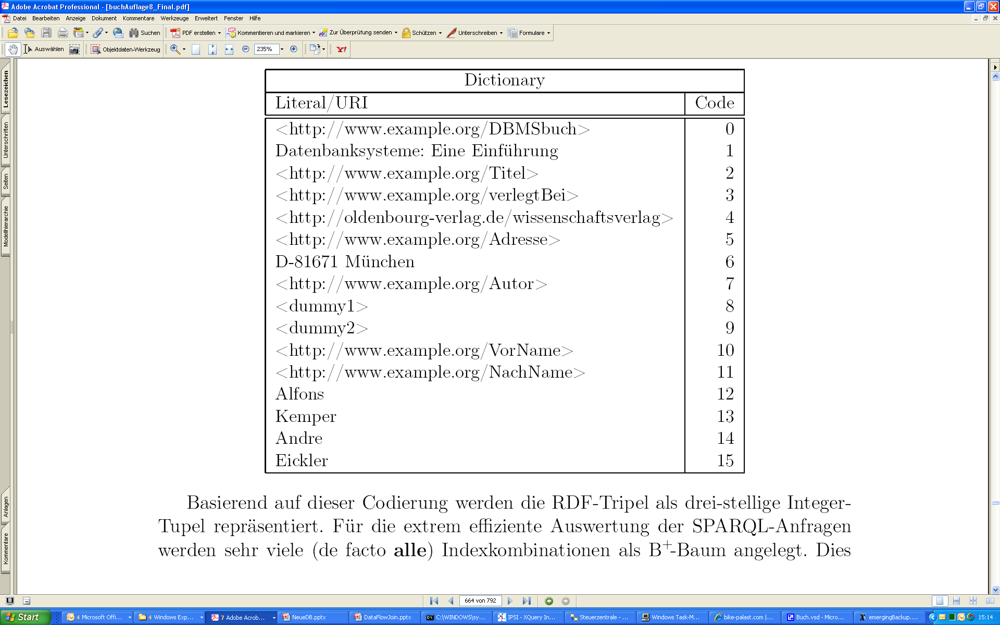 Adobe Acrobat Professional - [buchAuflage8_Final.pdf]
Datei Bearbeiten Anzeige Dokument Kommentare Werkzeuge Erweitert Fenster Hilfe
Suchen PDF erstellen Kommentieren und markieren Zur Überprüfung senden Schützen Unterschreiben Formulare
Auswählen Objektdaten-Werkzeug 235% Y!
Lesezeichen
Unterschriften
Seiten
Modellhierarchie
Anlagen
Kommentare
Dictionary
Literal/URI Code
<http://www.example.org/DBMSbuch> 0
Datenbanksysteme: Eine Einführung 1
<http://www.example.org/Titel> 2
<http://www.example.org/verlegtBei> 3
<http://oldenbourg-verlag.de/wissenschaftsverlag> 4
<http://www.example.org/Adresse> 5
D-81671 München 6
<http://www.example.org/Autor> 7
<dummy1> 8
<dummy2> 9
<http://www.example.org/VorName> 10
<http://www.example.org/NachName> 11
Alfons 12
Kemper 13
Andre 14
Eickler 15
Basierend auf dieser Codierung werden die RDF-Tripel als drei-stellige Integer-
Tupel repräsentiert. Für die extrem effiziente Auswertung der SPARQL-Anfragen
werden sehr viele (de facto alle) Indexkombinationen als B+-Baum angelegt. Dies
664 von 792
Start 4 Microsoft Offi... 4 Windows Exp... 7 Adobe Acrob... NeueDB.pptx DataFlowJoin.pptx C:\WINDOWS\sy... IPSI - XQuery In... Steuerzentrale - ... Windows Task-M... bike-palast.com |... Buch.vsd - Micro... emergingBackup.... 15:14